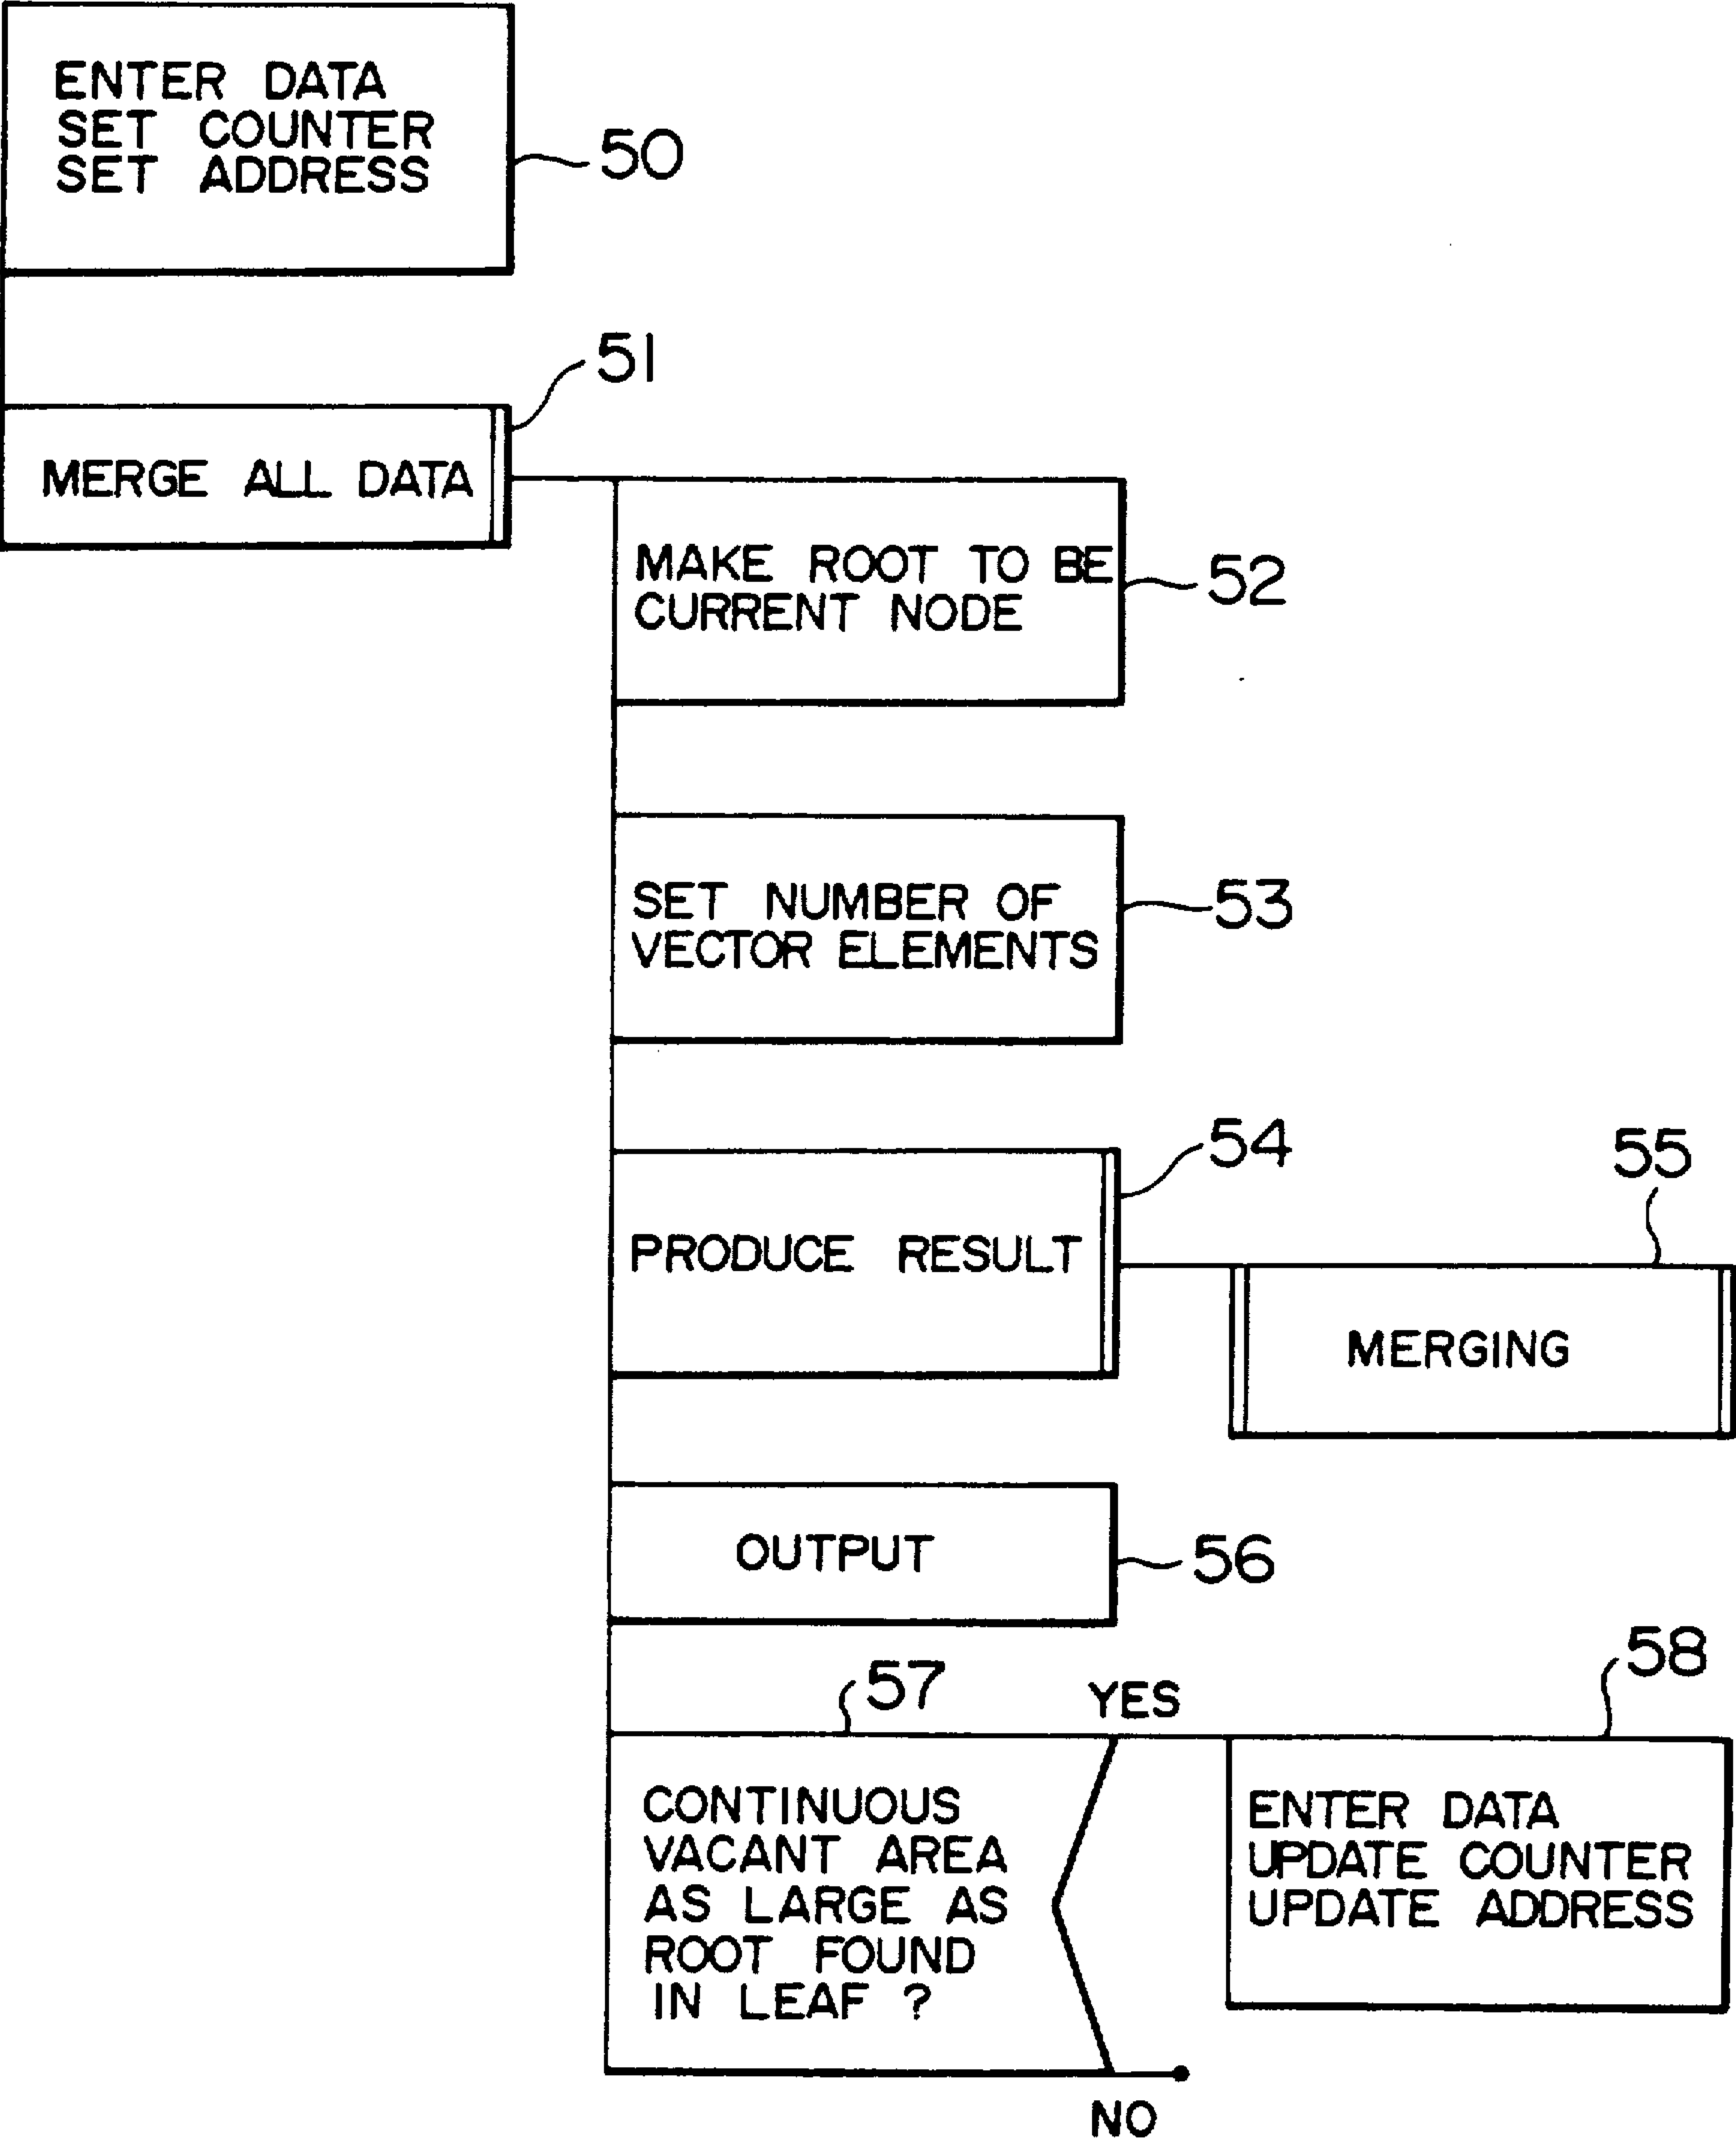 ENTER DATA
SET COUNTER
SET ADDRESS
50
51
MERGE ALL DATA
MAKE ROOT TO BE
CURRENT NODE
52
SET NUMBER OF
VECTOR ELEMENTS
53
54
PRODUCE RESULT
55
MERGING
OUTPUT
56
57
YES
58
CONTINUOUS
VACANT AREA
AS LARGE AS
ROOT FOUND
IN LEAF ?
ENTER DATA
UPDATE COUNTER
UPDATE ADDRESS
NO